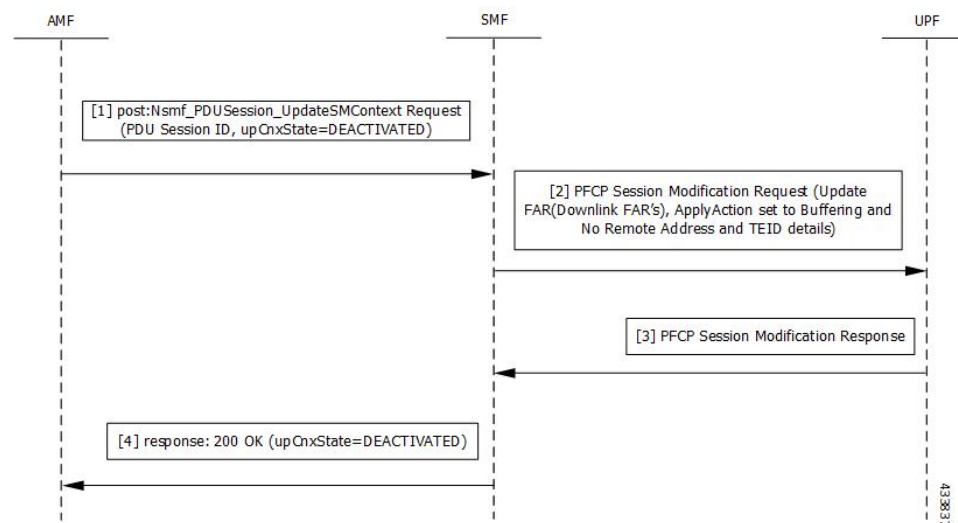 AMF
SMF
UPF
[1] post:Nsmf_PDUSession_UpdateSMContext Request
(PDU Session ID, upCnxState=DEACTIVATED)
[2] PFCP Session Modification Request (Update
FAR(Downlink FAR's), ApplyAction set to Buffering and
No Remote Address and TEID details)
[3] PFCP Session Modification Response
[4] response: 200 OK (upCnxState=DEACTIVATED)